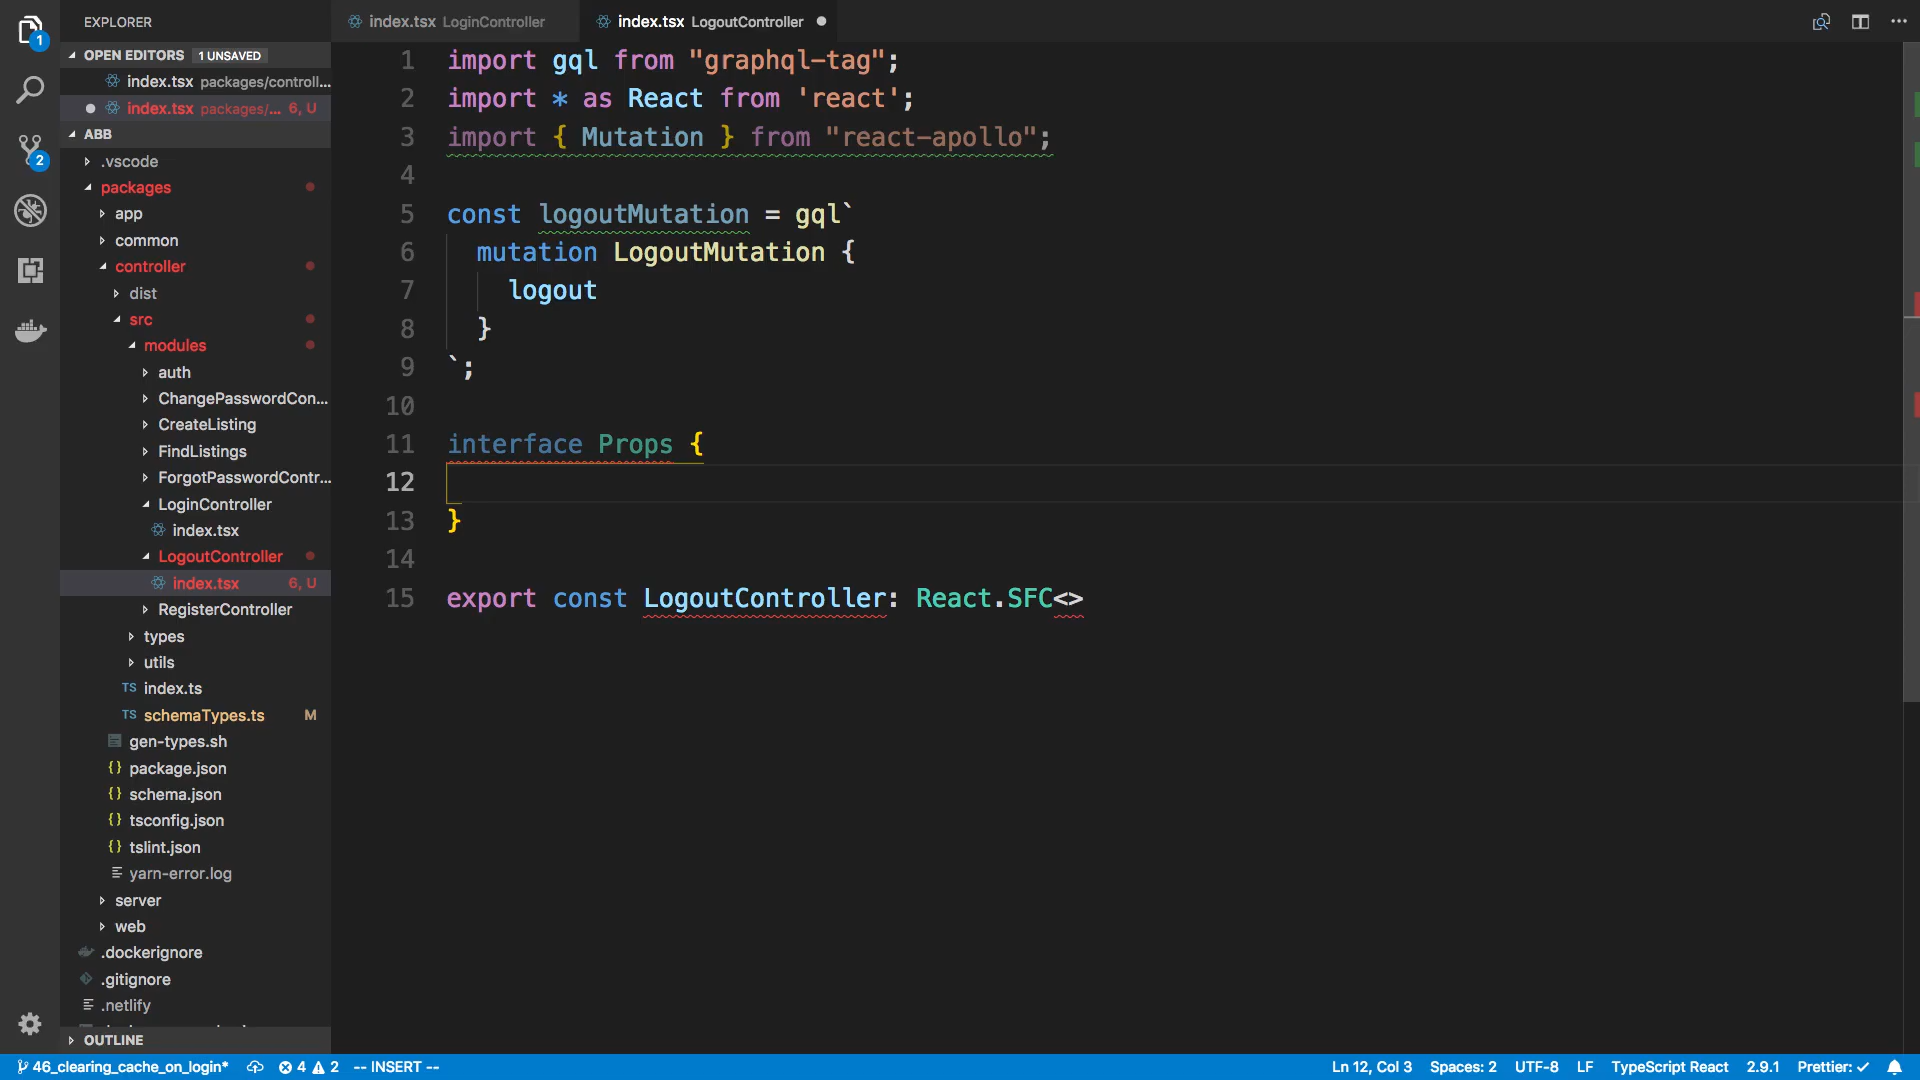 EXPLORER
OPEN EDITORS 1 UNSAVED
index.tsx packages/controll...
index.tsx packages/... 6, U
ABB
.vscode
packages
app
common
controller
dist
src
modules
auth
ChangePasswordCon...
CreateListing
FindListings
ForgotPasswordContr...
LoginController
index.tsx
LogoutController
index.tsx 6, U
RegisterController
types
utils
TS index.ts
TS schemaTypes.ts M
gen-types.sh
{} package.json
{} schema.json
{} tsconfig.json
{} tslint.json
yarn-error.log
server
web
.dockerignore
.gitignore
.netlify
OUTLINE
1
2
index.tsx LoginController
index.tsx LogoutController
1 import gql from "graphql-tag";
2 import * as React from 'react';
3 import { Mutation } from "react-apollo";
4
5 const logoutMutation = gql`
6 mutation LogoutMutation {
7 logout
8 }
9 `;
10
11 interface Props {
12
13 }
14
15 export const LogoutController: React.SFC<>
46_clearing_cache_on_login* 4 2 -- INSERT -- Ln 12, Col 3 Spaces: 2 UTF-8 LF TypeScript React 2.9.1 Prettier: ✓